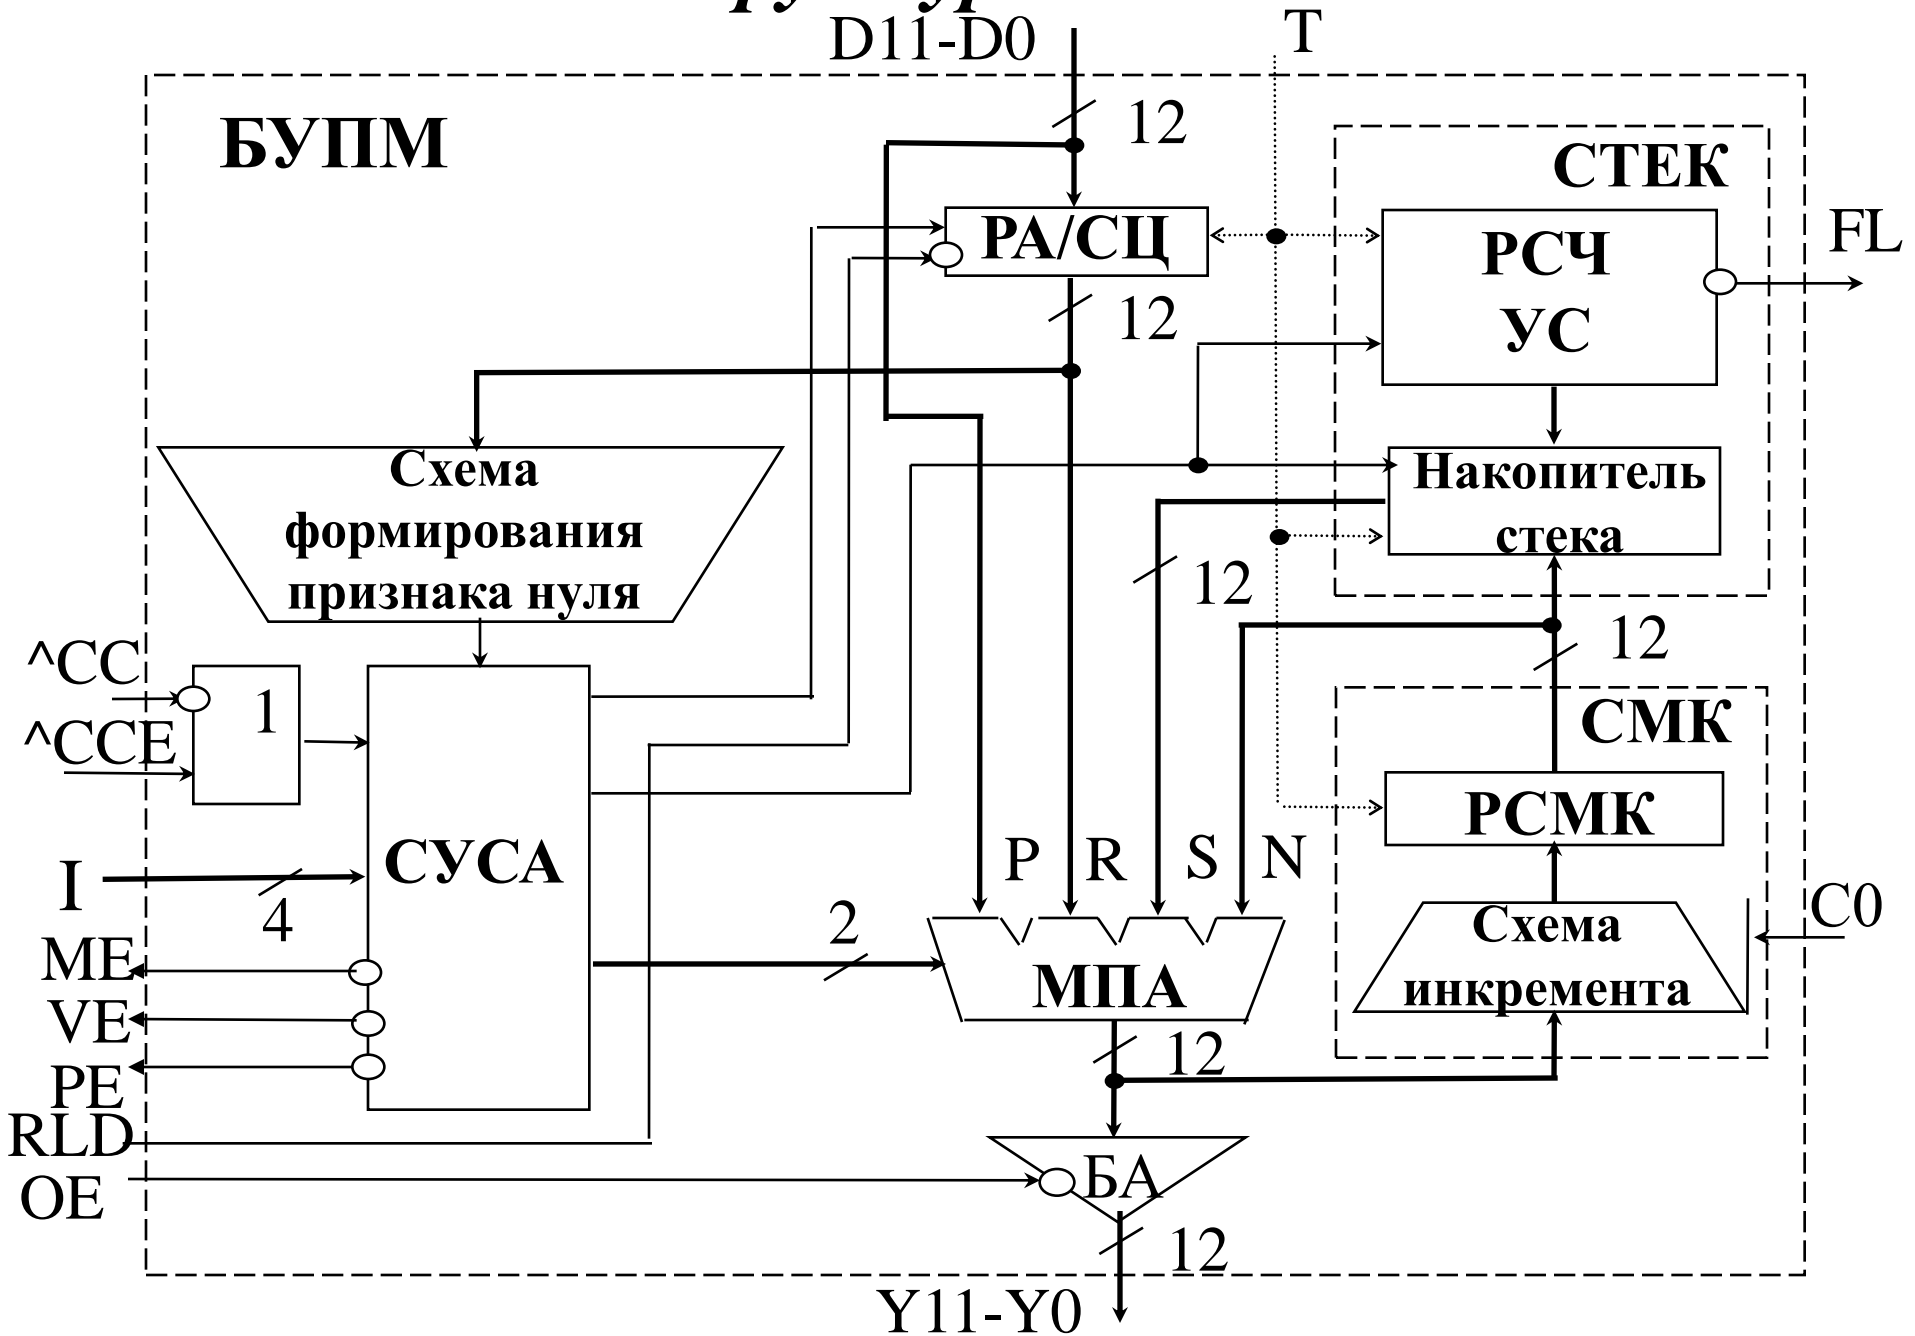 D11-D0
T
12
БУПМ
СТЕК
РА/СЦ
РСЧ
УС
FL
12
Схема
формирования
признака нуля
Накопитель
стека
12
12
^CC
^CCE
1
СМК
РСМК
СУСА
P
R
S
N
I
4
2
C0
Схема
инкремента
ME
VE
PE
RLD
OE
МПА
12
БА
12
Y11-Y0